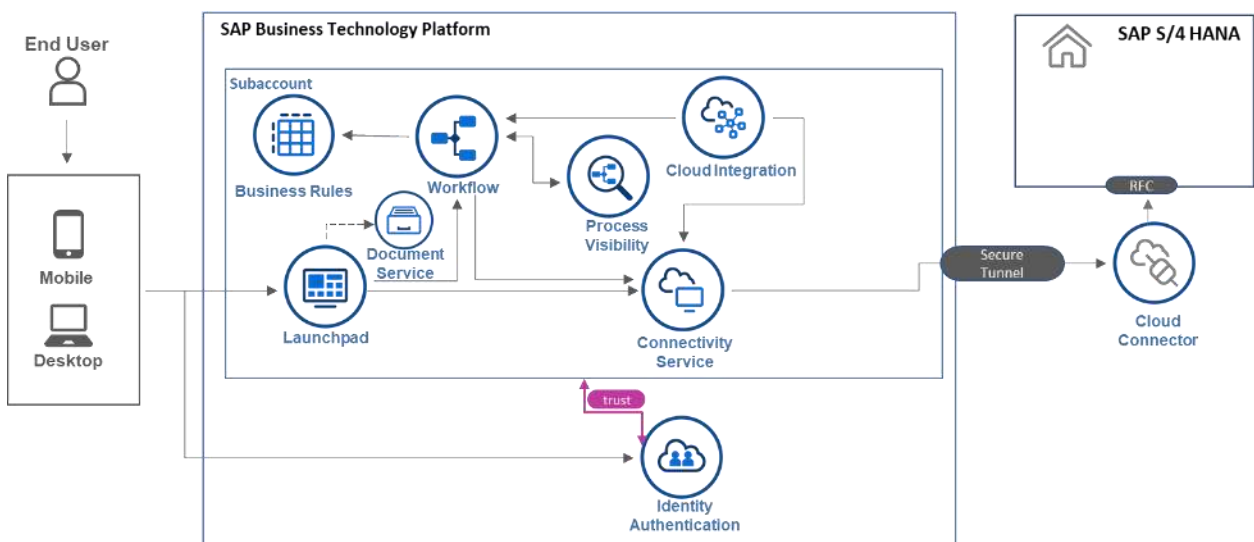 SAP Business Technology Platform
SAP S/4 HANA
End User
Subaccount
Business Rules
Workflow
Cloud Integration
Process
Visibility
Document
Service
RFC
Mobile
Desktop
Launchpad
Connectivity
Service
Secure
Tunnel
Cloud
Connector
trust
Identity
Authentication